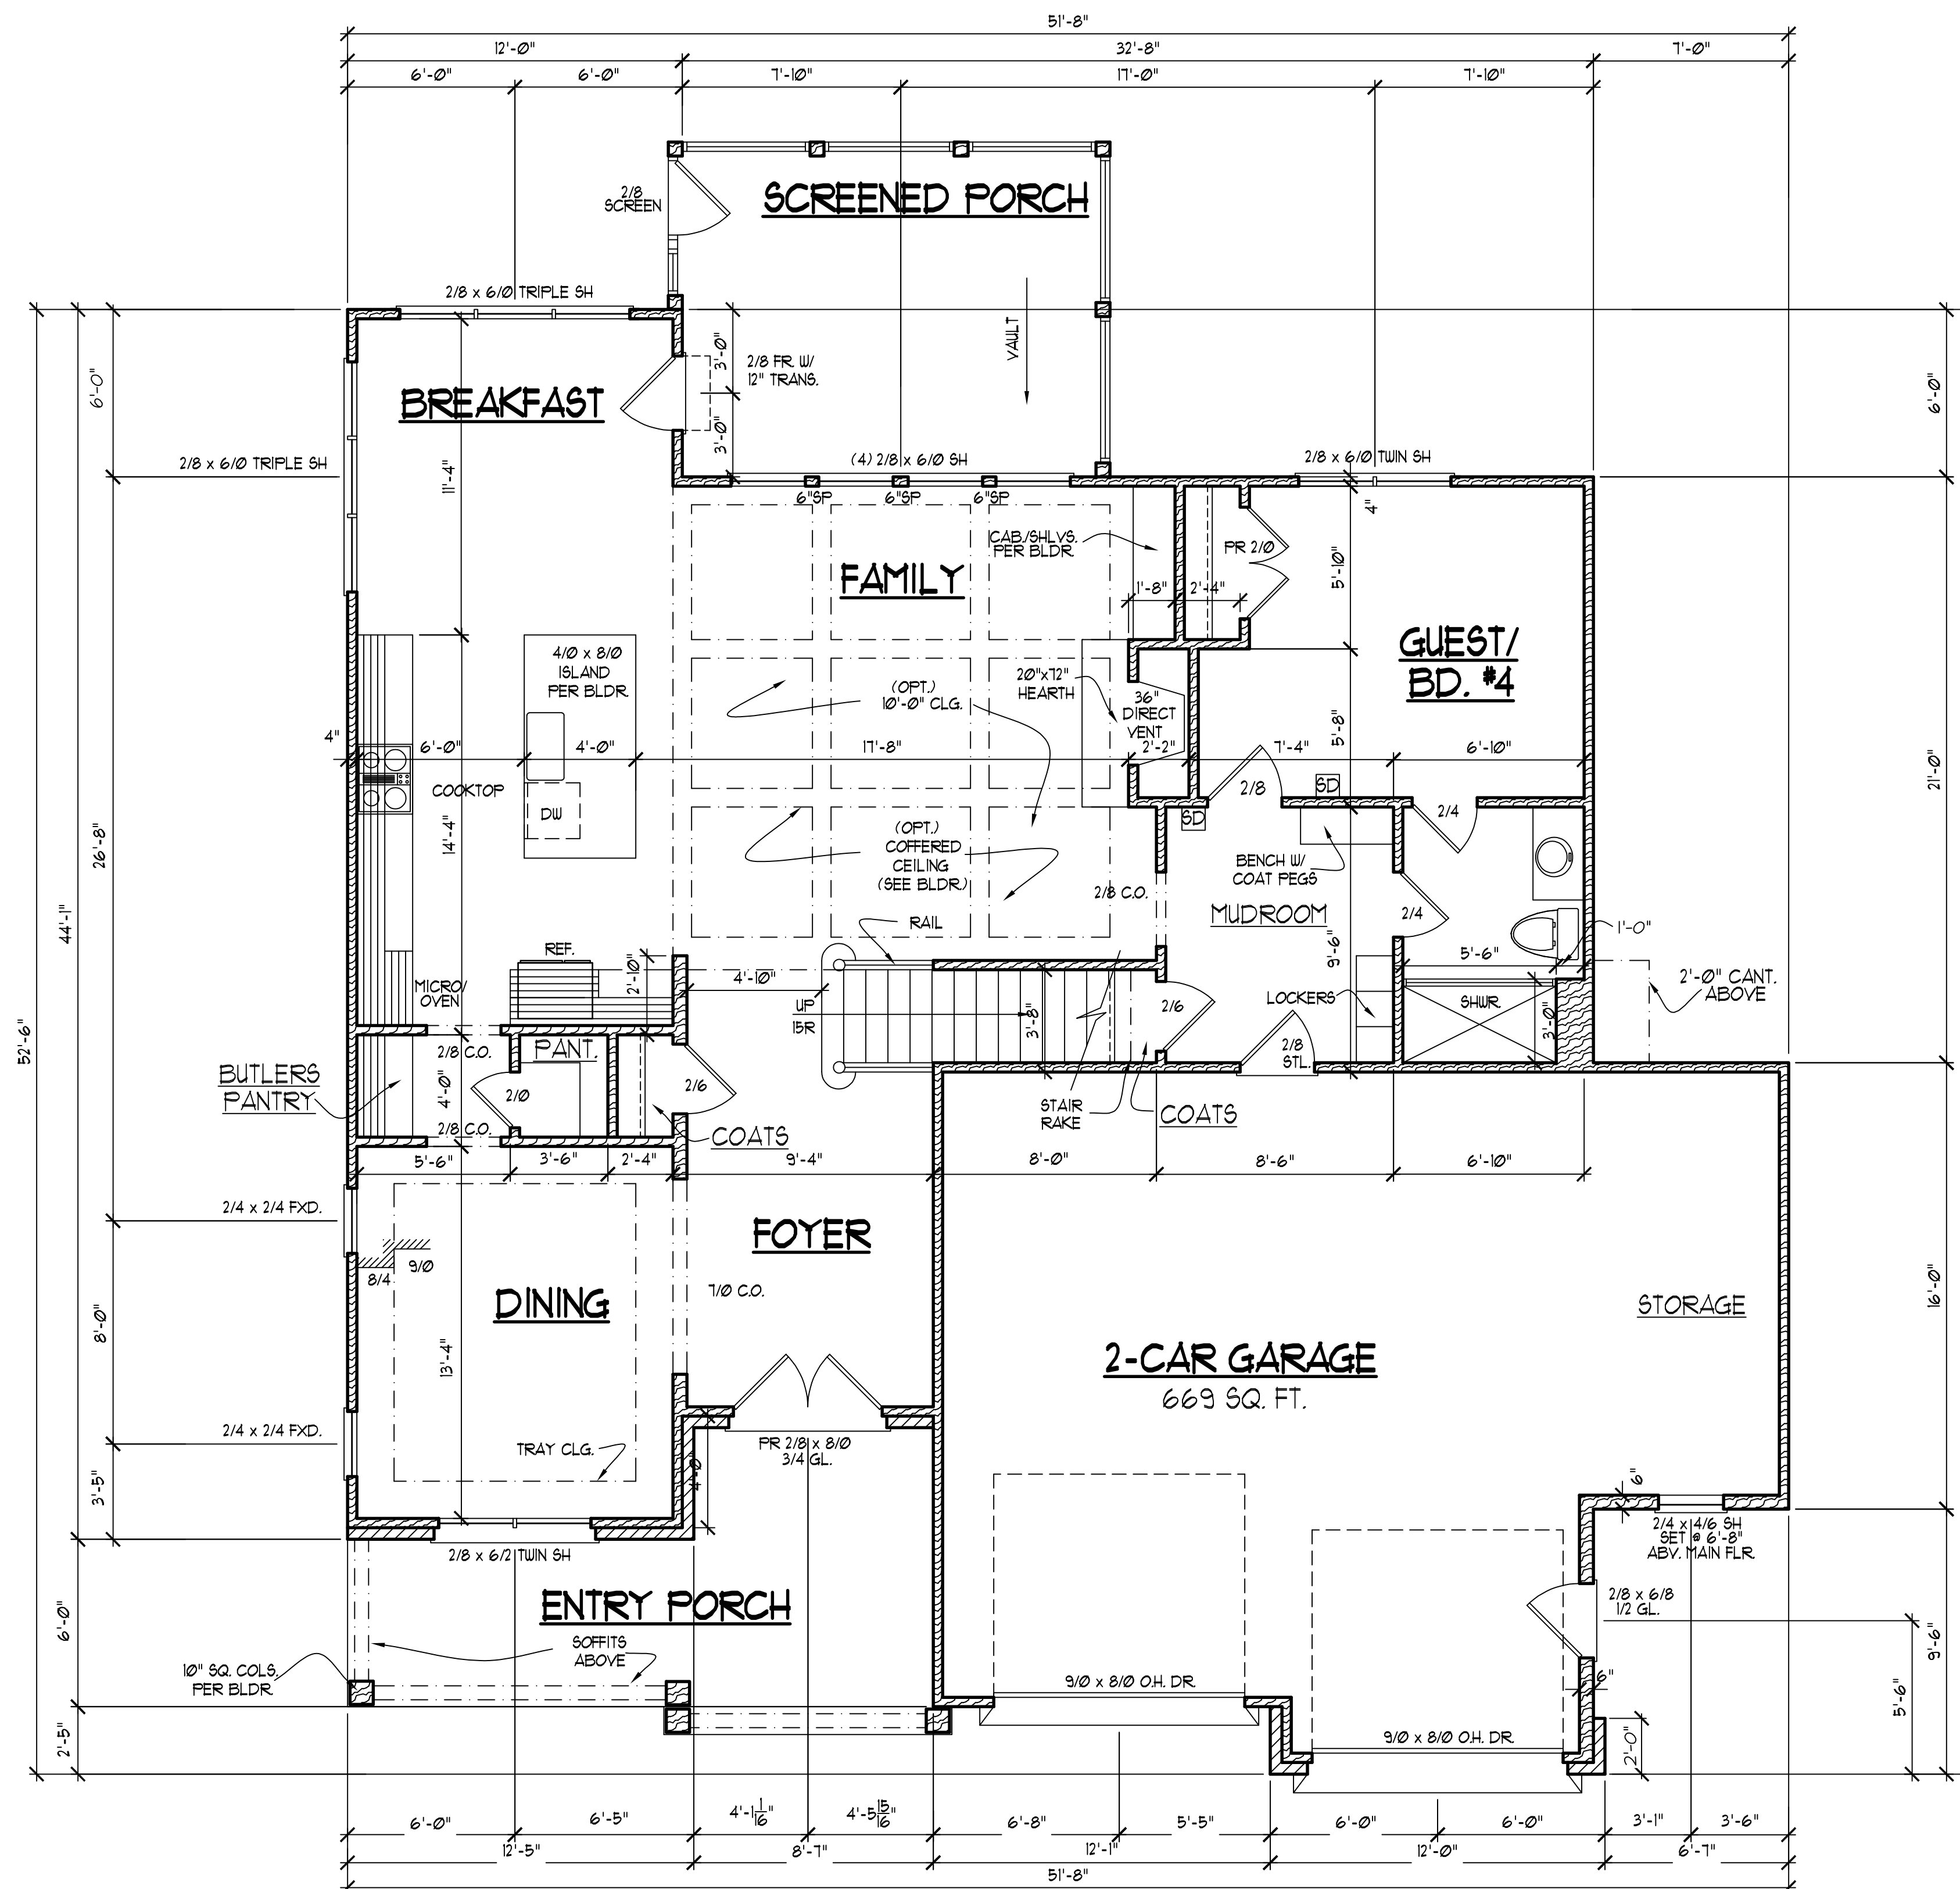 51'-8"
12'-0" 32'-8" 7'-0"
6'-0" 6'-0" 7'-10" 17'-0" 7'-10"
SCREENED PORCH
2/8
SCREEN
VAULT
2/8 x 6/0 TRIPLE SH
3'-0"
2/8 FR. W/
12" TRANS.
3'-0"
BREAKFAST
6'-0"
6'-0"
2/8 x 6/0 TRIPLE SH
11'-4"
(4) 2/8 x 6/0 SH
6"SP 6"SP 6"SP
2/8 x 6/0 TWIN SH
4"
CAB./SHLVS.
PER BLDR.
PR 2/0
5'-10"
FAMILY
1'-8" 2'-4"
GUEST/
BD. #4
4/0 x 8/0
ISLAND
PER BLDR.
(OPT.)
10'-0" CLG.
20"x72"
HEARTH
36"
DIRECT
VENT
5'-8"
4" 6'-0" 4'-0" 17'-8" 2'-2" 7'-4" 6'-10"
21'-0"
COOKTOP
DW
14'-4"
26'-8"
44'-1"
52'-6"
2/8
SD
SD
2/4
(OPT.)
COFFERED
CEILING
(SEE BLDR.)
BENCH W/
COAT PEGS
2/8 C.O.
MUDROOM
2/4
RAIL
9'-6"
5'-6"
1'-0"
REF.
2'-10"
4'-10"
MICRO/
OVEN
UP
15R
3'-8"
2/6
LOCKERS
SHWR.
3'-0"
2'-0" CANT.
ABOVE
2/8
STL.
2/8 C.O.
PANT.
BUTLERS
PANTRY
4'-0"
2/0
2/6
2/8 C.O.
COATS
STAIR
RAKE
COATS
5'-6" 3'-6" 2'-4" 9'-4" 8'-0" 8'-6" 6'-10"
2/4 x 2/4 FXD.
FOYER
8/4
9/0
DINING
7/0 C.O.
8'-0"
13'-4"
16'-0"
STORAGE
2-CAR GARAGE
669 SQ. FT.
2/4 x 2/4 FXD.
TRAY CLG.
PR 2/8 x 8/0
3/4 GL.
4'-0"
3'-5"
6"
2/4 x 4/6 SH
SET @ 6'-8"
ABV. MAIN FLR.
2/8 x 6/2 TWIN SH
ENTRY PORCH
2/8 x 6/8
1/2 GL.
6'-0"
SOFFITS
ABOVE
10" SQ. COLS.
PER BLDR.
9/0 x 8/0 O.H. DR.
6"
9'-6"
5'-6"
9/0 x 8/0 O.H. DR.
2'-0"
2'-5"
6'-0" 6'-5" 4'-1 1/16" 4'-5 15/16" 6'-8" 5'-5" 6'-0" 6'-0" 3'-1" 3'-6"
12'-5" 8'-7" 12'-1" 12'-0" 6'-7"
51'-8"